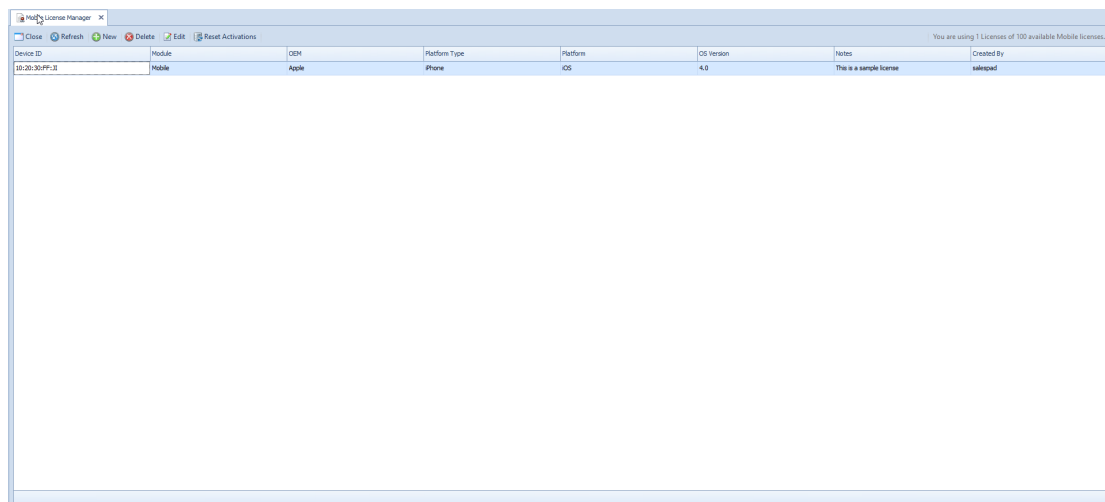 Mobile License Manager
Close Refresh New Delete Edit Reset Activations You are using 1 Licenses of 100 available Mobile licenses.
Device ID Module OEM Platform Type Platform OS Version Notes Created By
10:20:30:FF:JI Mobile Apple iPhone iOS 4.0 This is a sample license salespad